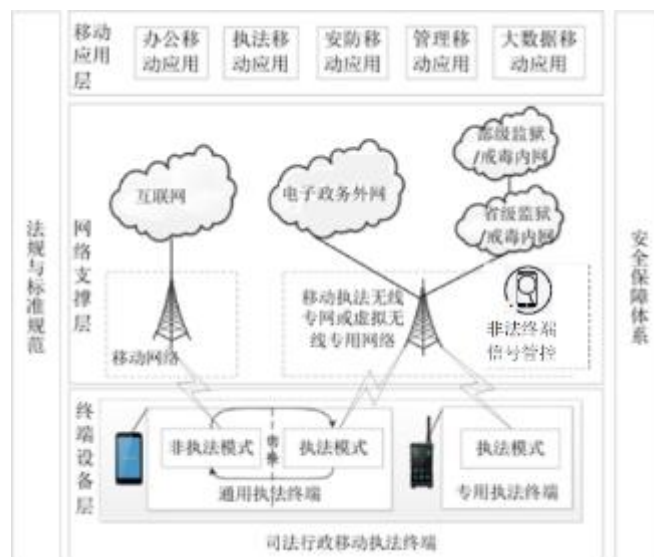 移动
应用
层
办公移
动应用
执法移
动应用
安防移
动应用
管理移
动应用
大数据移
动应用
法规与标准规范
网络支撑层
互联网
电子政务外网
部级监狱
/戒毒内网
省级监狱
/戒毒内网
移动网络
移动执法无线
专网或虚拟无
线专用网络
非法终端
信号管控
安全保障体系
终端设备层
非执法模式
切换
执法模式
通用执法终端
执法模式
专用执法终端
司法行政移动执法终端